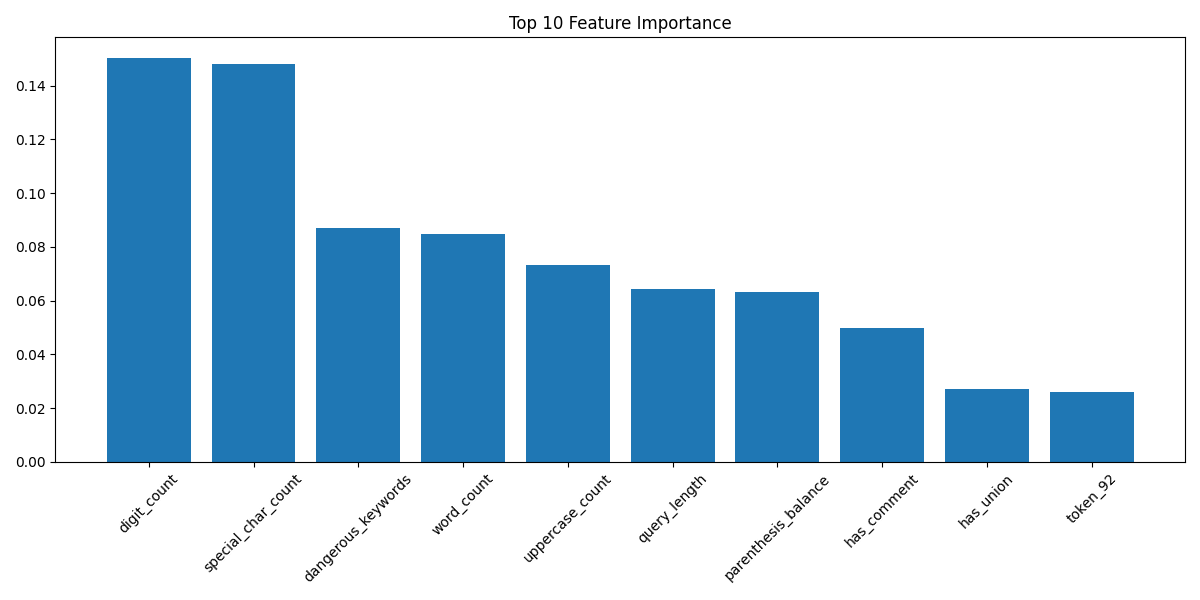 Top 10 Feature Importance
0.14
0.12
0.10
0.08
0.06
0.04
0.02
0.00
digit_count
special_char_count
dangerous_keywords
word_count
uppercase_count
query_length
parenthesis_balance
has_comment
has_union
token_92